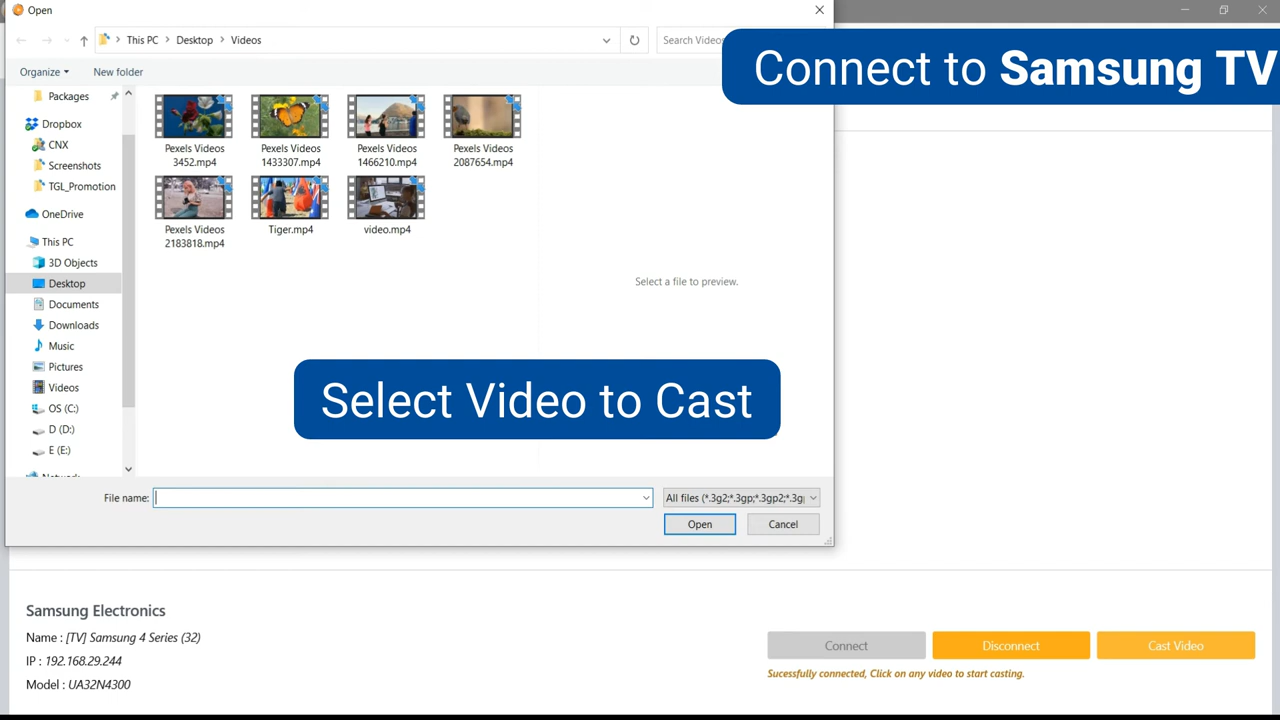 Open
This PC > Desktop > Videos
Search Videos
Connect to Samsung TV
Organize
New folder
Packages
Dropbox
CNX
Screenshots
TGL_Promotion
OneDrive
This PC
3D Objects
Desktop
Documents
Downloads
Music
Pictures
Videos
OS (C:)
D (D:)
E (E:)
Network
Pexels Videos
3452.mp4
Pexels Videos
1433307.mp4
Pexels Videos
1466210.mp4
Pexels Videos
2087654.mp4
Pexels Videos
2183818.mp4
Tiger.mp4
video.mp4
Select a file to preview.
Select Video to Cast
File name:
All files (*.3g2;*.3gp;*.3gp2;*.3g
Open
Cancel
Samsung Electronics
Name : [TV] Samsung 4 Series (32)
IP : 192.168.29.244
Model : UA32N4300
Connect
Disconnect
Cast Video
Sucessfully connected, Click on any video to start casting.